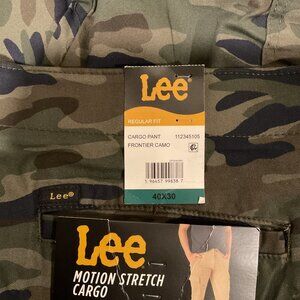 Lee
REGULAR FIT
CARGO PANT 112345105
FRONTIER CAMO
40X30
Lee®
Lee
MOTION STRETCH
CARGO